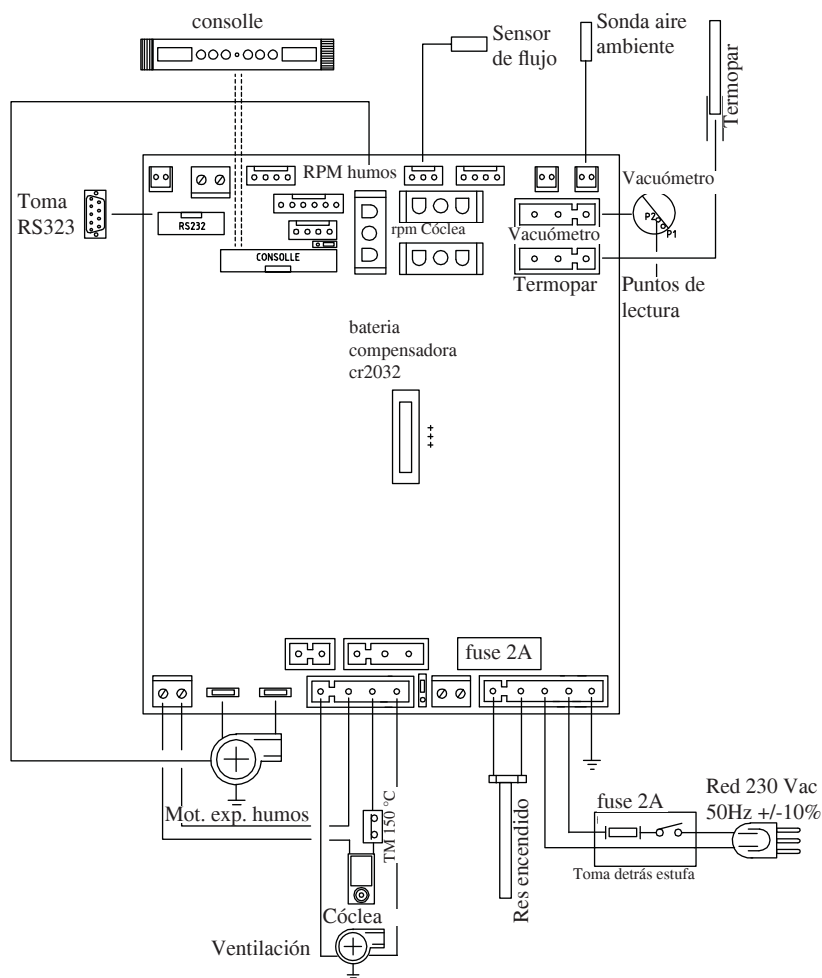 consolle
Sensor
de flujo
Sonda aire
ambiente
Termopar
Toma
RS323
RS232
RPM humos
rpm Cóclea
CONSOLLE
Vacuómetro
Termopar
Vacuómetro
P2
P1
Puntos de
lectura
bateria
compensadora
cr2032
+++
fuse 2A
Mot. exp. humos
TM 150 °C
Cóclea
Ventilación
Res encendido
fuse 2A
Toma detrás estufa
Red 230 Vac
50Hz +/-10%